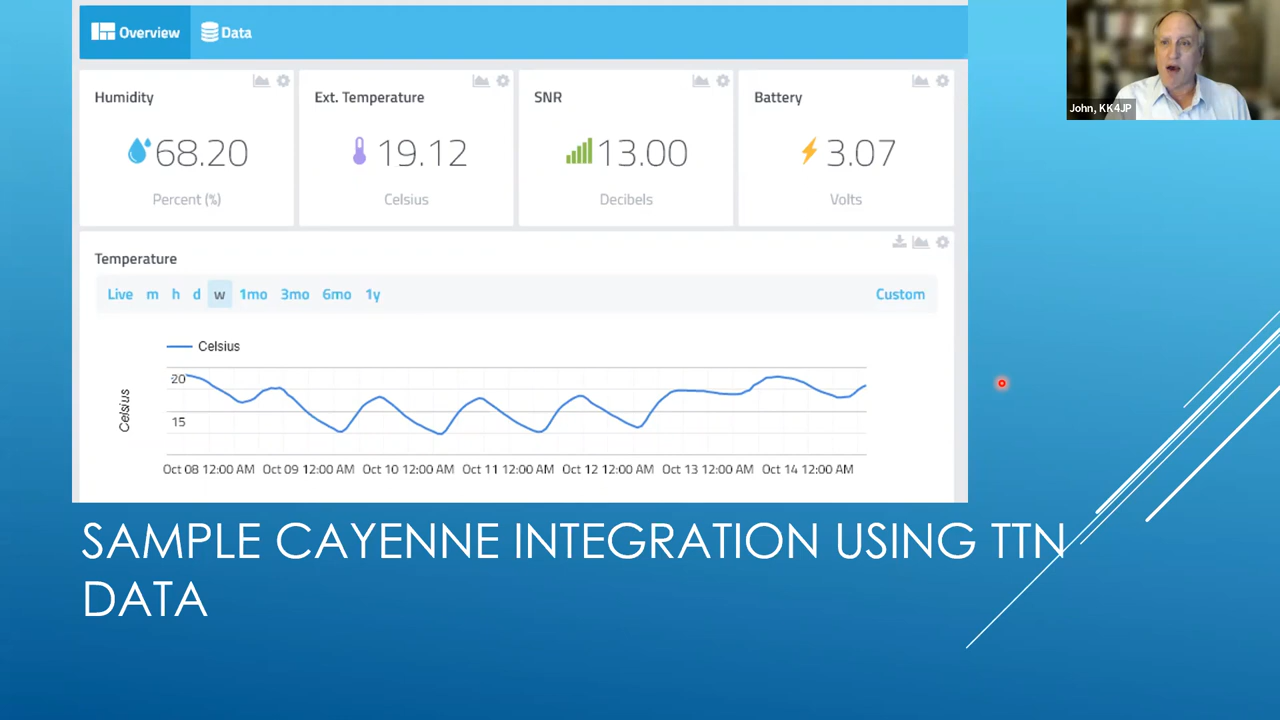 Overview Data
John, KK4JP
Humidity Ext. Temperature SNR Battery
68.20 19.12 13.00 3.07
Percent (%) Celsius Decibels Volts
Temperature
Live m h d w 1mo 3mo 6mo 1y Custom
Celsius
20
Celsius
15
Oct 08 12:00 AM Oct 09 12:00 AM Oct 10 12:00 AM Oct 11 12:00 AM Oct 12 12:00 AM Oct 13 12:00 AM Oct 14 12:00 AM
SAMPLE CAYENNE INTEGRATION USING TTN
DATA